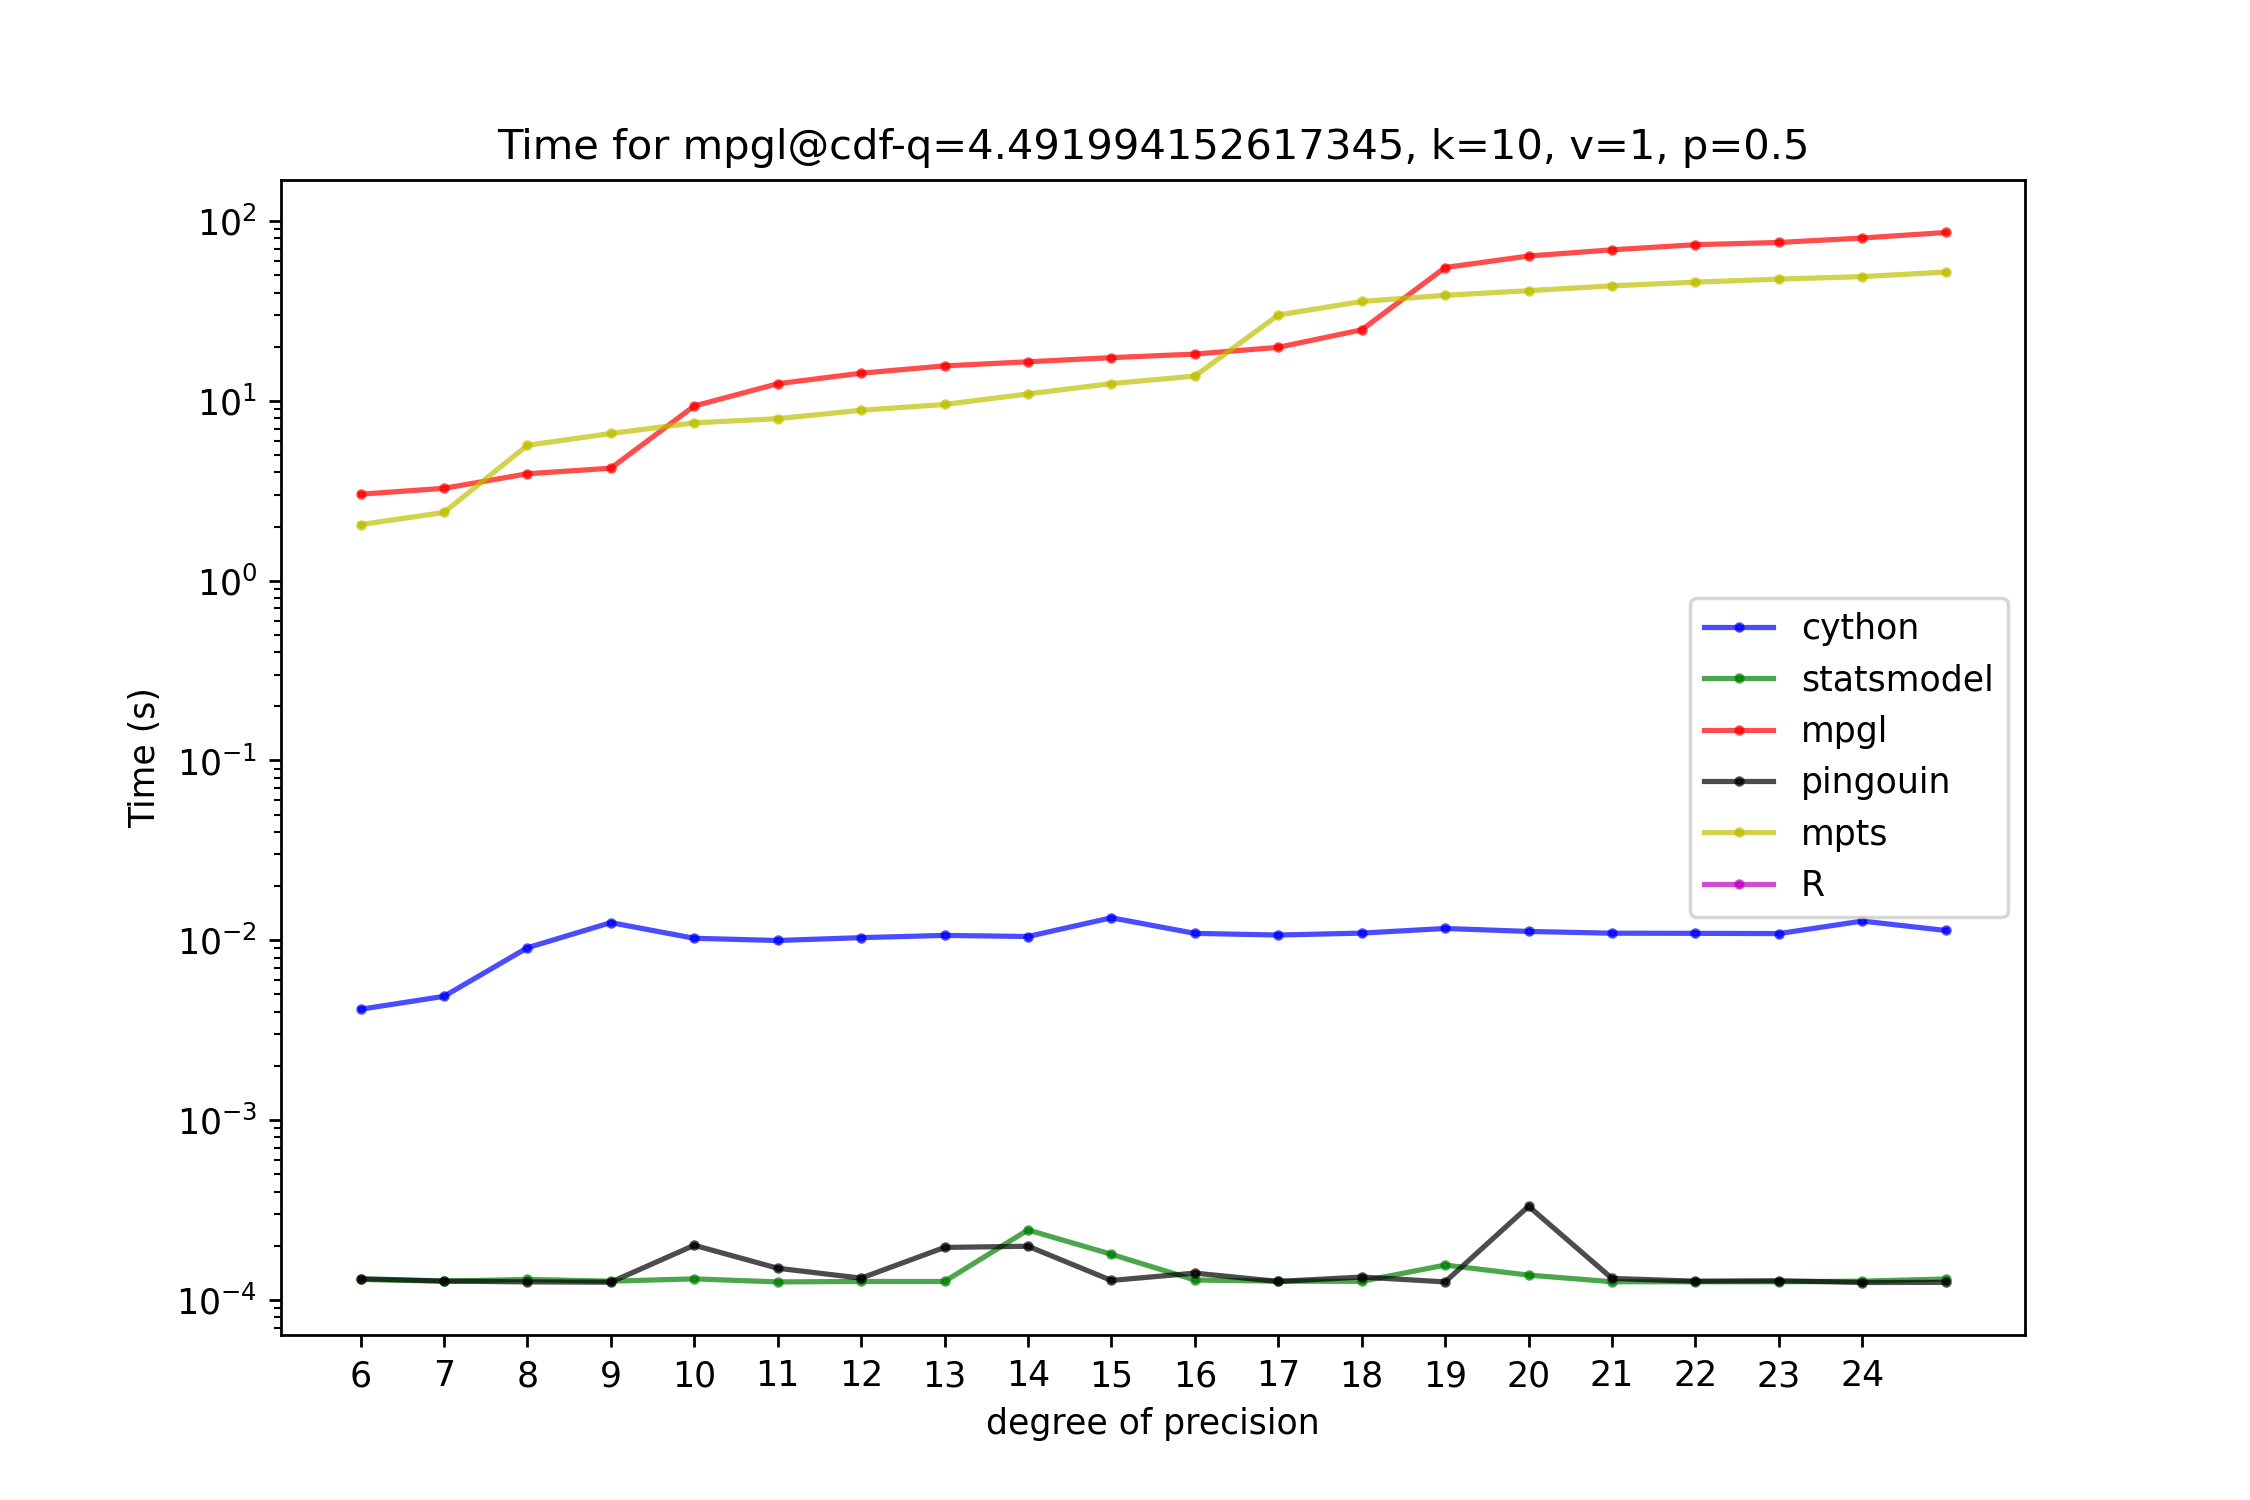 Time for mpgl@cdf-q=4.491994152617345, k=10, v=1, p=0.5
Time (s)
10²
10¹
10⁰
10⁻¹
10⁻²
10⁻³
10⁻⁴
cython
statsmodel
mpgl
pingouin
mpts
R
6 7 8 9 10 11 12 13 14 15 16 17 18 19 20 21 22 23 24
degree of precision